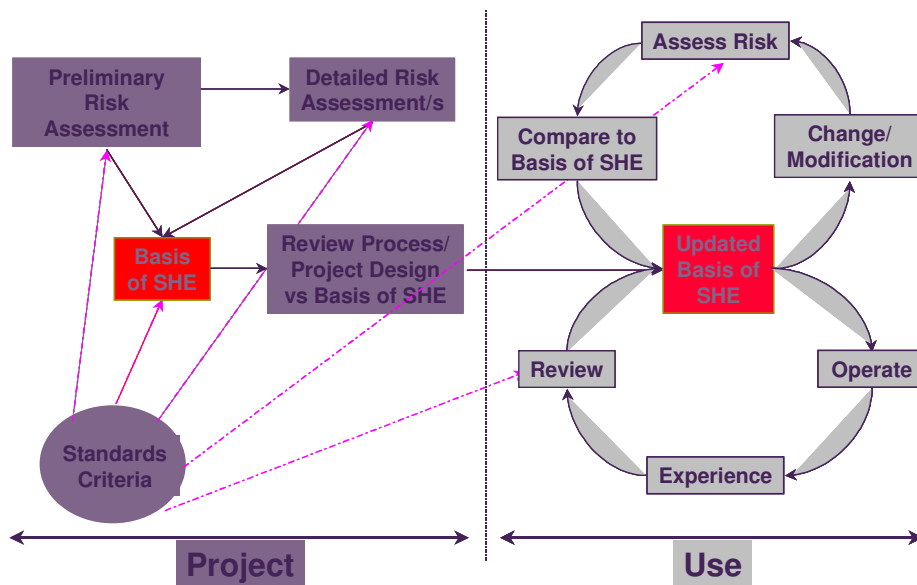 Preliminary
Risk
Assessment
Detailed Risk
Assessment/s
Basis
of SHE
Review Process/
Project Design
vs Basis of SHE
Standards
Criteria
Project
Assess Risk
Compare to
Basis of SHE
Change/
Modification
Updated
Basis of
SHE
Review
Operate
Experience
Use